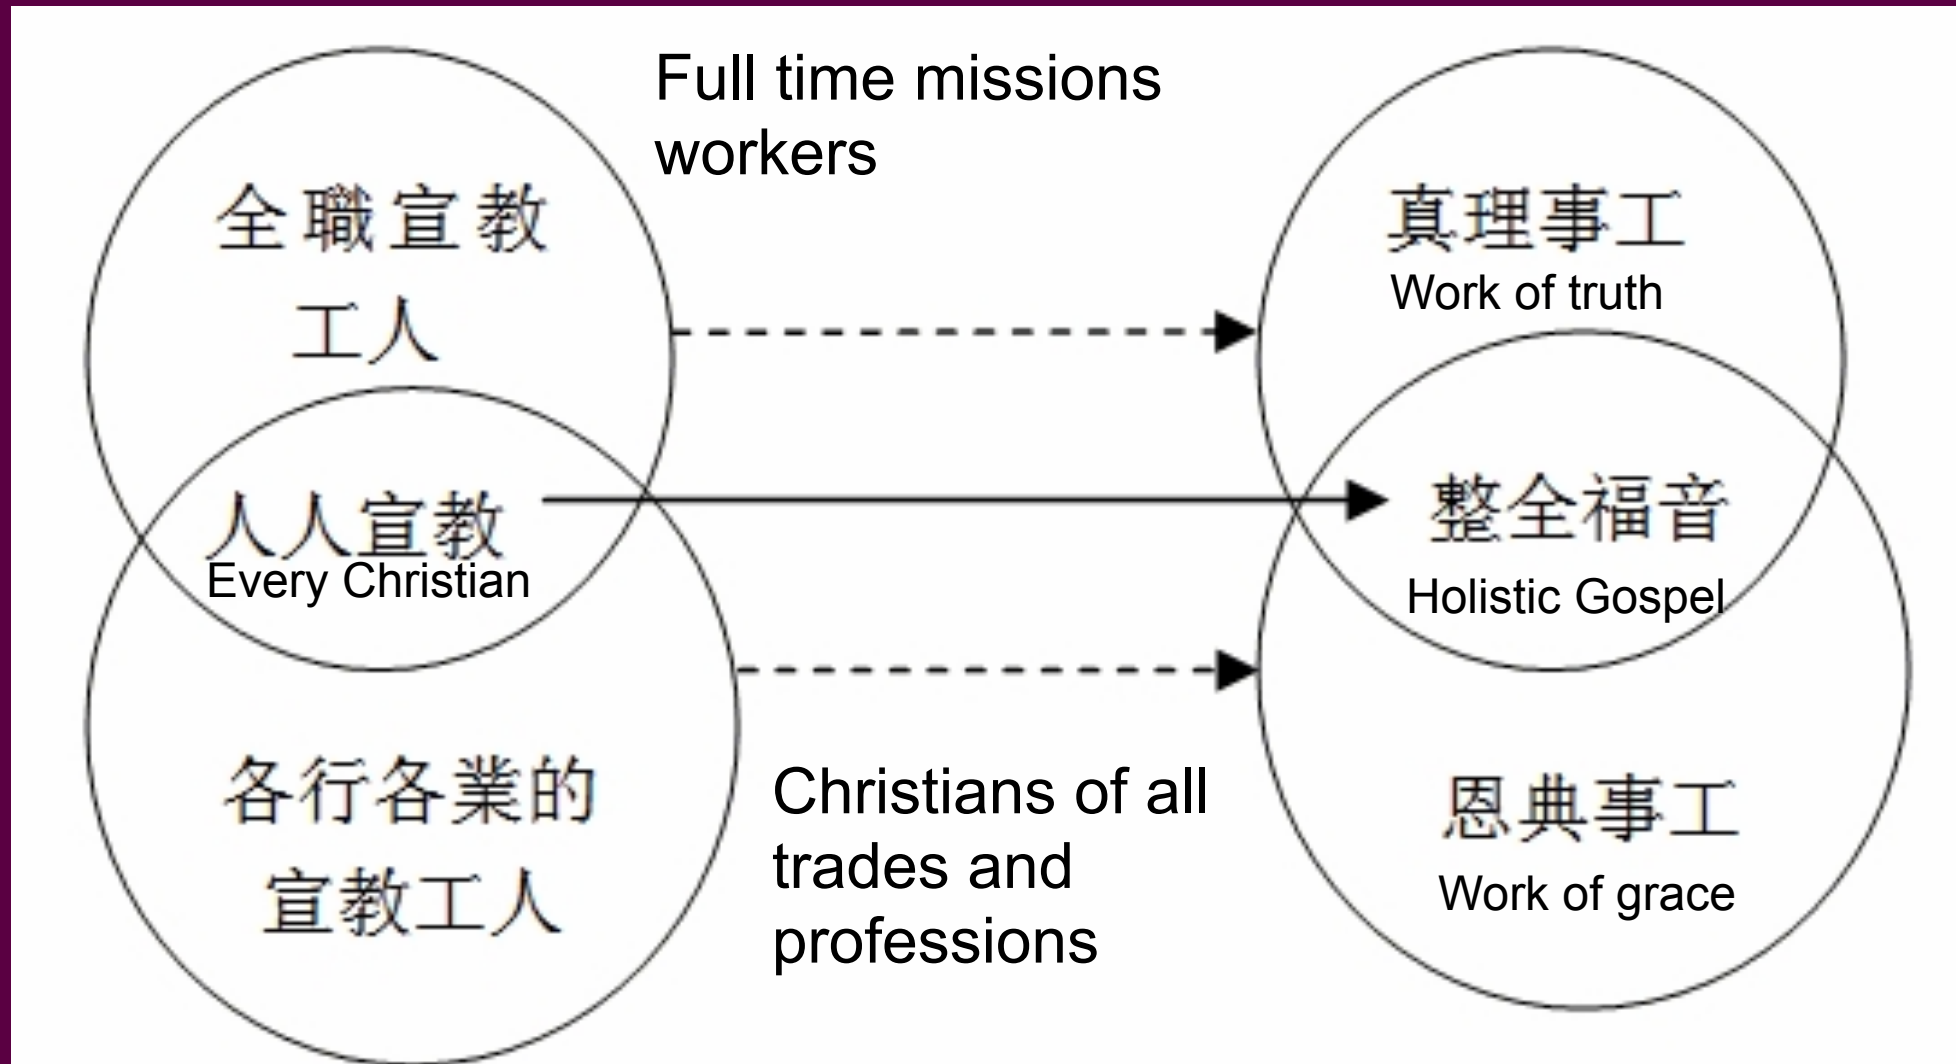 Full time missions
workers
全職宣教
工人
真理事工
Work of truth
人人宣教
Every Christian
整全福音
Holistic Gospel
各行各業的
宣教工人
Christians of all
trades and
professions
恩典事工
Work of grace